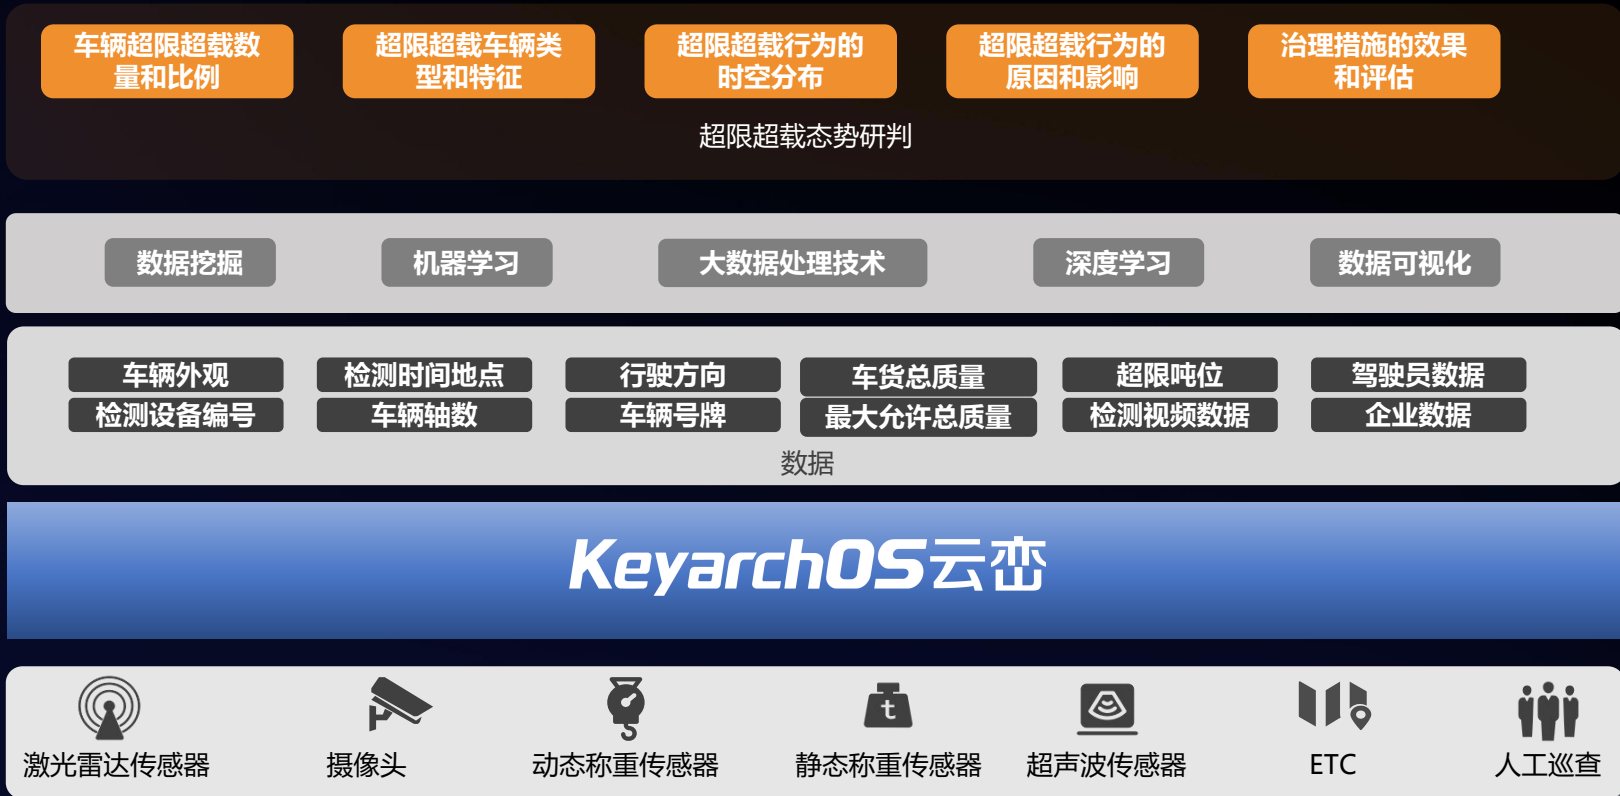 车辆超限超载数
量和比例
超限超载车辆类
型和特征
超限超载行为的
时空分布
超限超载行为的
原因和影响
治理措施的效果
和评估
超限超载态势研判
数据挖掘
机器学习
大数据处理技术
深度学习
数据可视化
车辆外观
检测时间地点
行驶方向
车货总质量
超限吨位
驾驶员数据
检测设备编号
车辆轴数
车辆号牌
最大允许总质量
检测视频数据
企业数据
数据
KeyarchOS云峦
t
激光雷达传感器
摄像头
动态称重传感器
静态称重传感器
超声波传感器
ETC
人工巡查